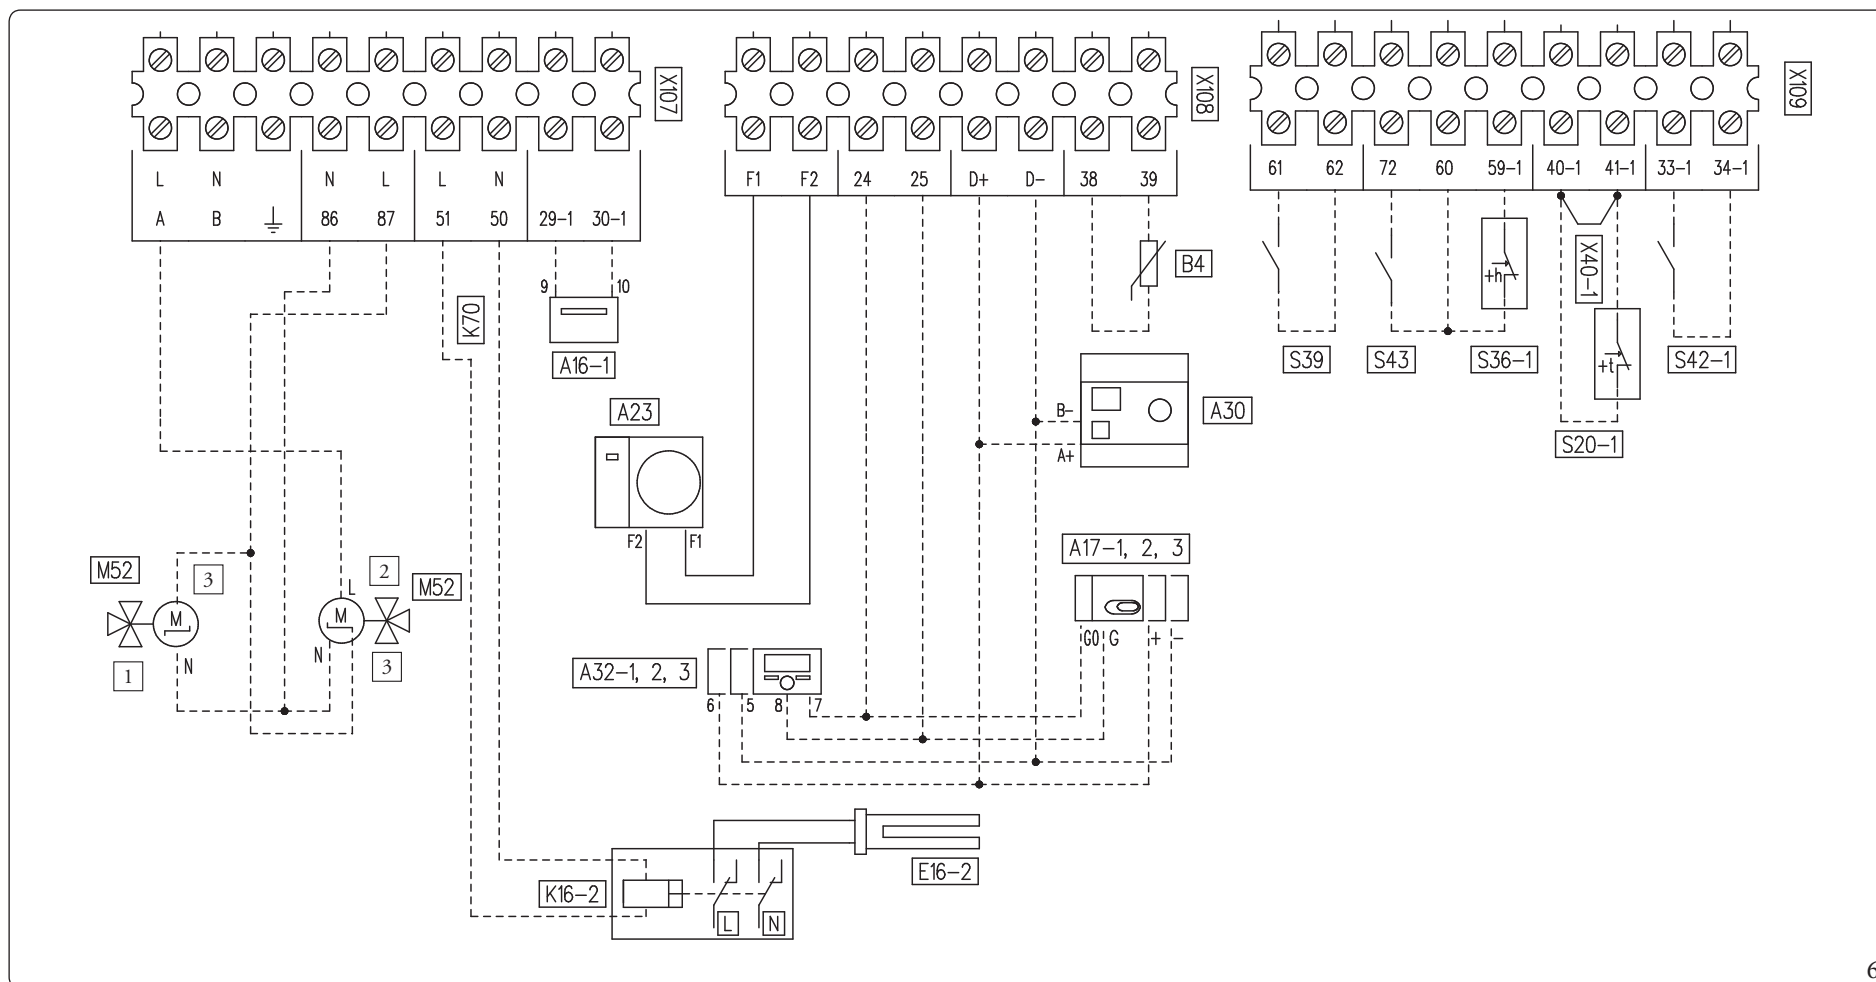 X107
X108
X109
L N N L L N
A B 86 87 51 50 29-1 30-1
F1 F2 24 25 D+ D- 38 39
61 62 72 60 59-1 40-1 41-1 33-1 34-1
9 10
K70
A16-1
B4
+h
X40-1
+t
S39
S43
S36-1
S42-1
S20-1
A23
F2 F1
B-
A+
A30
A17-1, 2, 3
G0 G + -
M52
3
M
N
1
2
M52
L
M
N
3
A32-1, 2, 3
6 5 8 7
E16-2
K16-2
L N
6